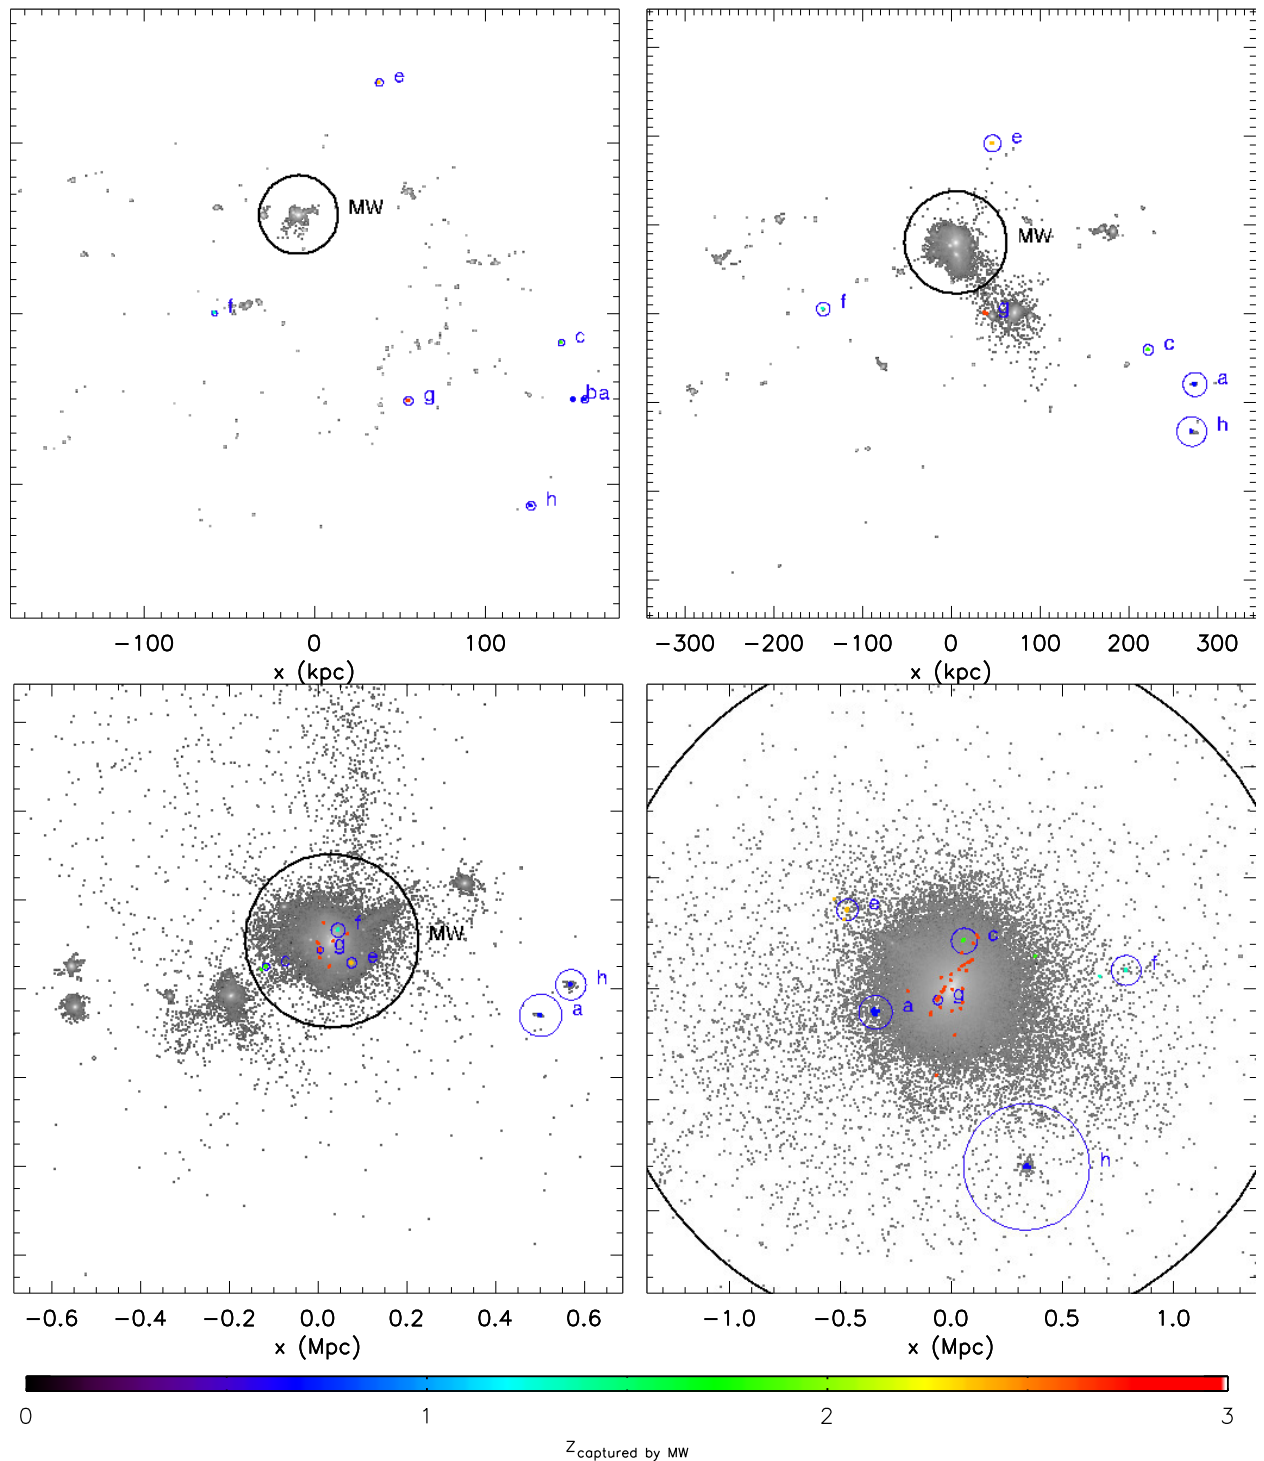 e
MW
f
c
g
ba
h
−100
0
100
x (kpc)
e
MW
f
g
c
a
h
−300
−200
−100
0
100
200
300
x (kpc)
f
MW
g
e
c
h
a
−0.6
−0.4
−0.2
0.0
0.2
0.4
0.6
x (Mpc)
e
c
f
g
a
h
−1.0
−0.5
0.0
0.5
1.0
x (Mpc)
0
1
2
3
Zcaptured by MW